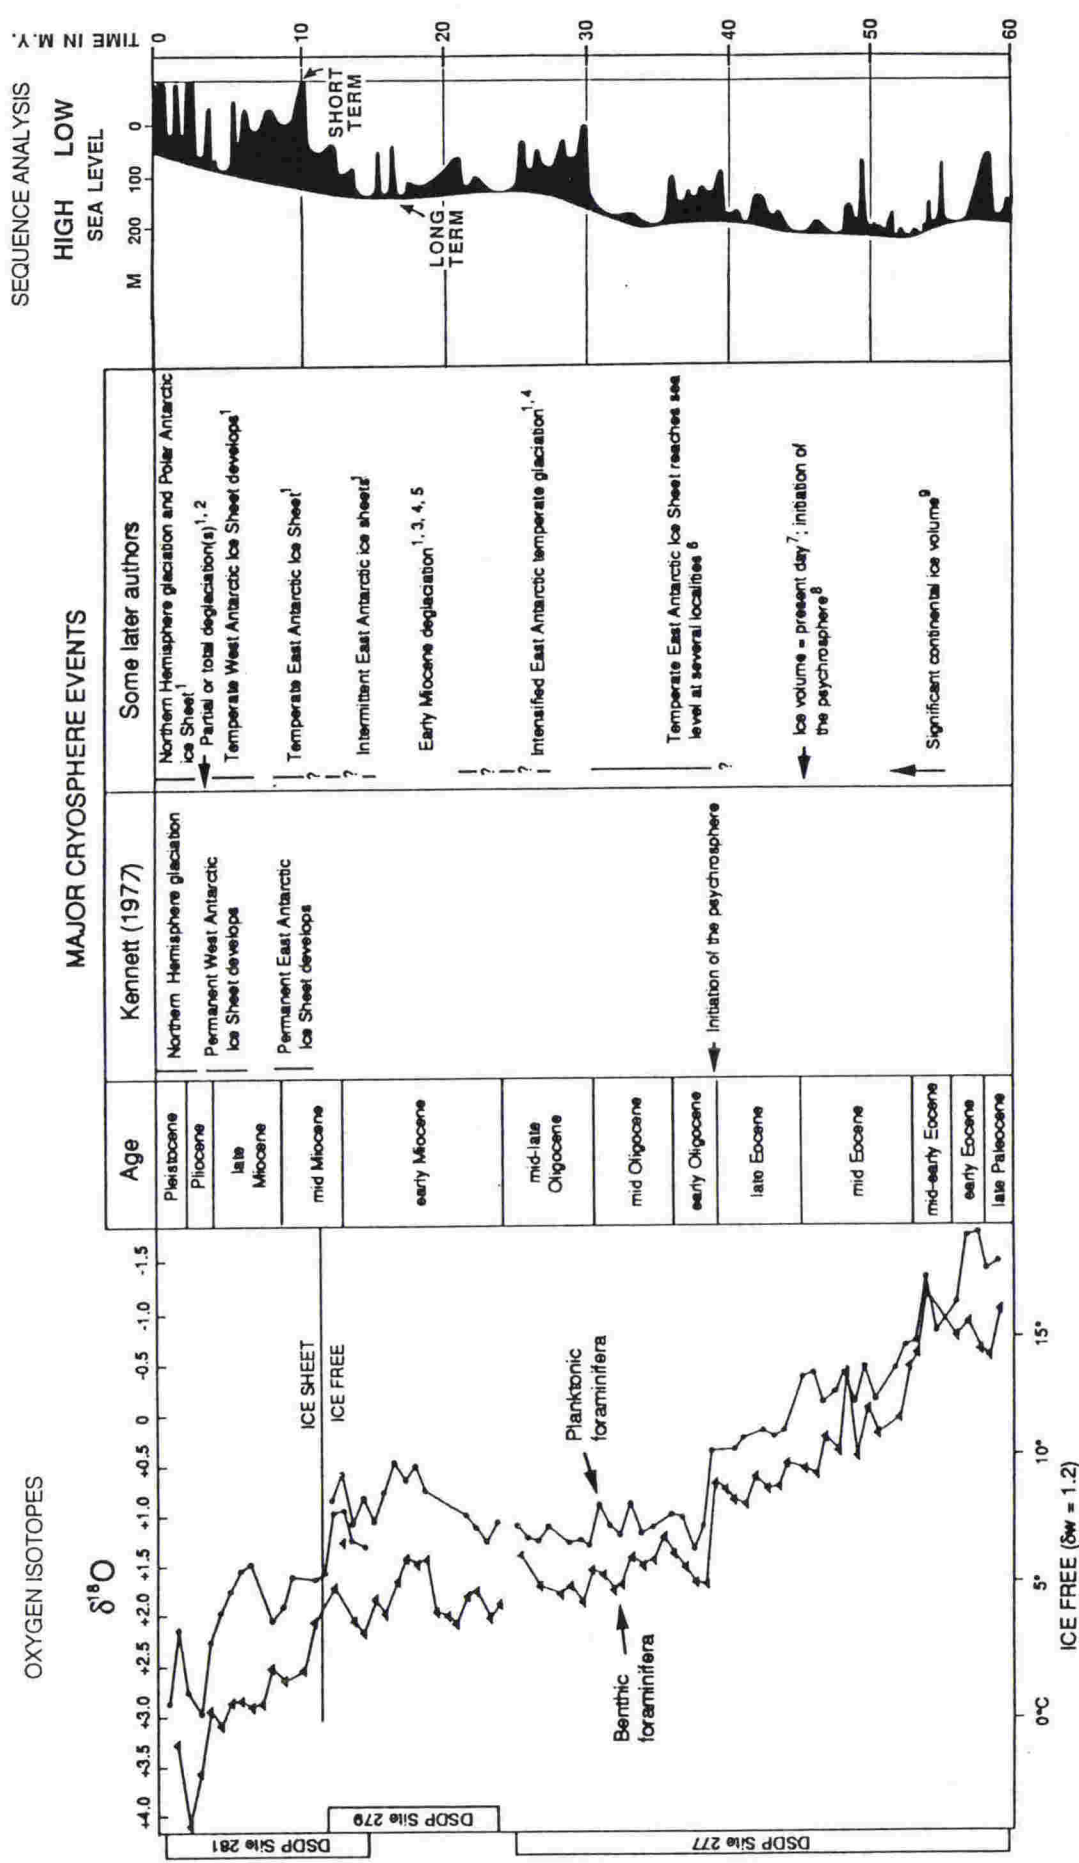 OXYGEN ISOTOPES
δ¹⁸O
+4.0 +3.5 +3.0 +2.5 +2.0 +1.5 +1.0 +0.5 0 -0.5 -1.0 -1.5
DSDP Site 281
DSDP Site 279
DSDP Site 277
ICE SHEET
ICE FREE
Planktonic
foraminifera
Benthic
foraminifera
0°C 5° 10° 15°
ICE FREE (δw = 1.2)
MAJOR CRYOSPHERE EVENTS
Age
Pleistocene
Pliocene
late
Miocene
mid Miocene
early Miocene
mid-late
Oligocene
mid Oligocene
early Oligocene
late Eocene
mid Eocene
mid-early Eocene
early Eocene
late Paleocene
Kennett (1977)
Northern Hemisphere glaciation
Permanent West Antarctic
Ice Sheet develops
Permanent East Antarctic
Ice Sheet develops
Initiation of the psychrosphere
Some later authors
Northern Hemisphere glaciation and Polar Antarctic
ice Sheet¹
Partial or total deglaciation(s)¹,²
Temperate West Antarctic Ice Sheet develops¹
Temperate East Antarctic Ice Sheet¹
?
Intermittent East Antarctic ice sheets¹
?
Early Miocene deglaciation¹,³,⁴,⁵
?
Intensified East Antarctic temperate glaciation¹,⁴
?
Temperate East Antarctic Ice Sheet reaches sea
level at several localities ⁶
?
Ice volume = present day⁷; initiation of
the psychrosphere⁸
Significant continental ice volume⁹
SEQUENCE ANALYSIS
HIGH LOW
SEA LEVEL
M 200 100 0
SHORT
TERM
LONG
TERM
TIME IN M.Y.
0
10
20
30
40
50
60